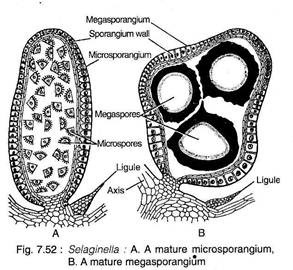 Megasporangium
Sporangium wall
Microsporangium
Megaspores
Microspores
Ligule
Axis
Ligule
A
B
Fig. 7.52 : Selaginella : A. A mature microsporangium,
B. A mature megasporangium